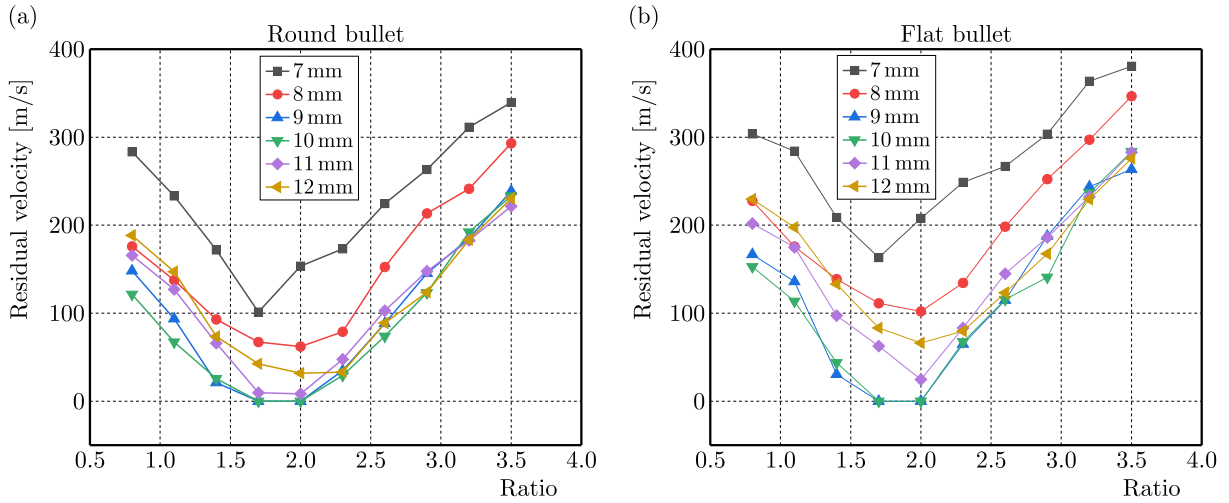 (a)
Round bullet
Residual velocity [m/s]
400
300
200
100
0
7 mm
8 mm
9 mm
10 mm
11 mm
12 mm
0.5 1.0 1.5 2.0 2.5 3.0 3.5 4.0
Ratio
(b)
Flat bullet
Residual velocity [m/s]
400
300
200
100
0
7 mm
8 mm
9 mm
10 mm
11 mm
12 mm
0.5 1.0 1.5 2.0 2.5 3.0 3.5 4.0
Ratio